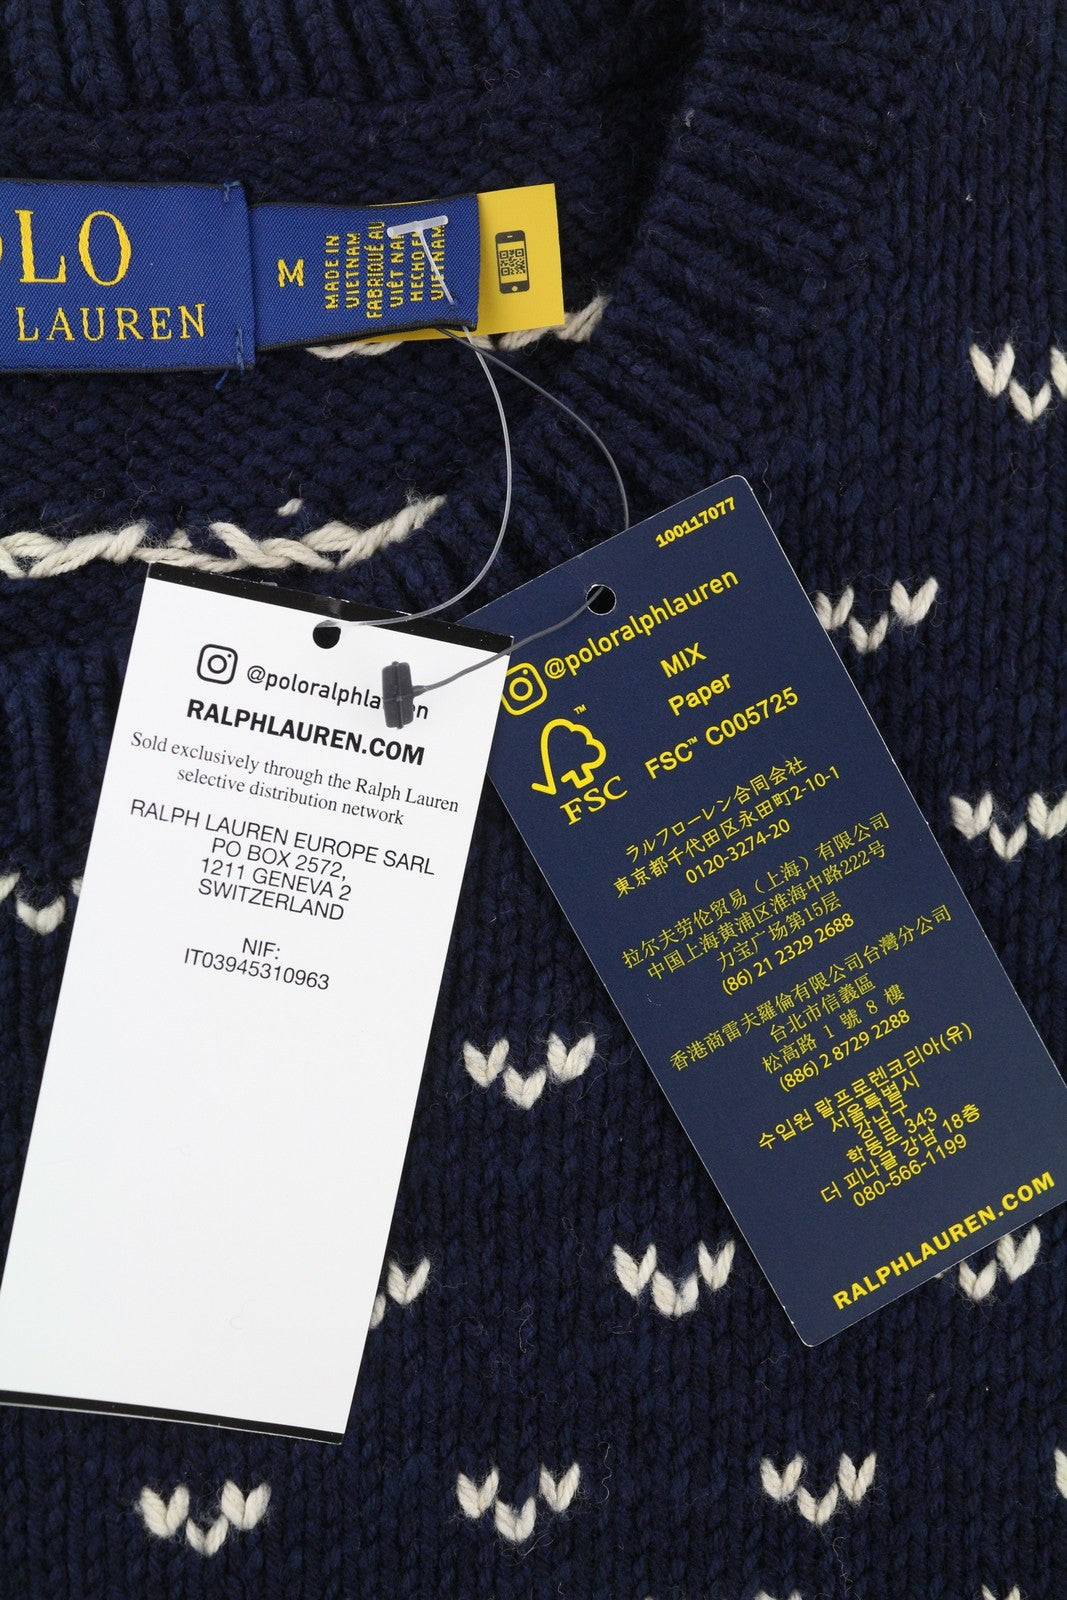 OLO
LAUREN
M
MADE IN
VIETNAM
FABRIQUÉ AU
VIÊT NA
HECHO E
VIETNAM
@poloralphla en
RALPHLAUREN.COM
Sold exclusively through the Ralph Lauren
selective distribution network
RALPH LAUREN EUROPE SARL
PO BOX 2572,
1211 GENEVA 2
SWITZERLAND
NIF:
IT03945310963
100117077
@poloralphlauren
MIX
Paper
FSC™ C005725
™
FSC
ラルフローレン合同会社
東京都千代田区永田町2-10-1
0120-3274-20
拉尔夫劳伦贸易（上海）有限公司
中国上海黄浦区淮海中路222号
力宝广场第15层
(86) 21 2329 2688
香港商雷夫羅倫有限公司台灣分公司
台北市信義區
松高路 1 號 8 樓
(886) 2 8729 2288
수입원 랄프로렌코리아(유)
서울특별시
강남구
학동로 343
더 피나클 강남 18층
080-566-1199
RALPHLAUREN.COM